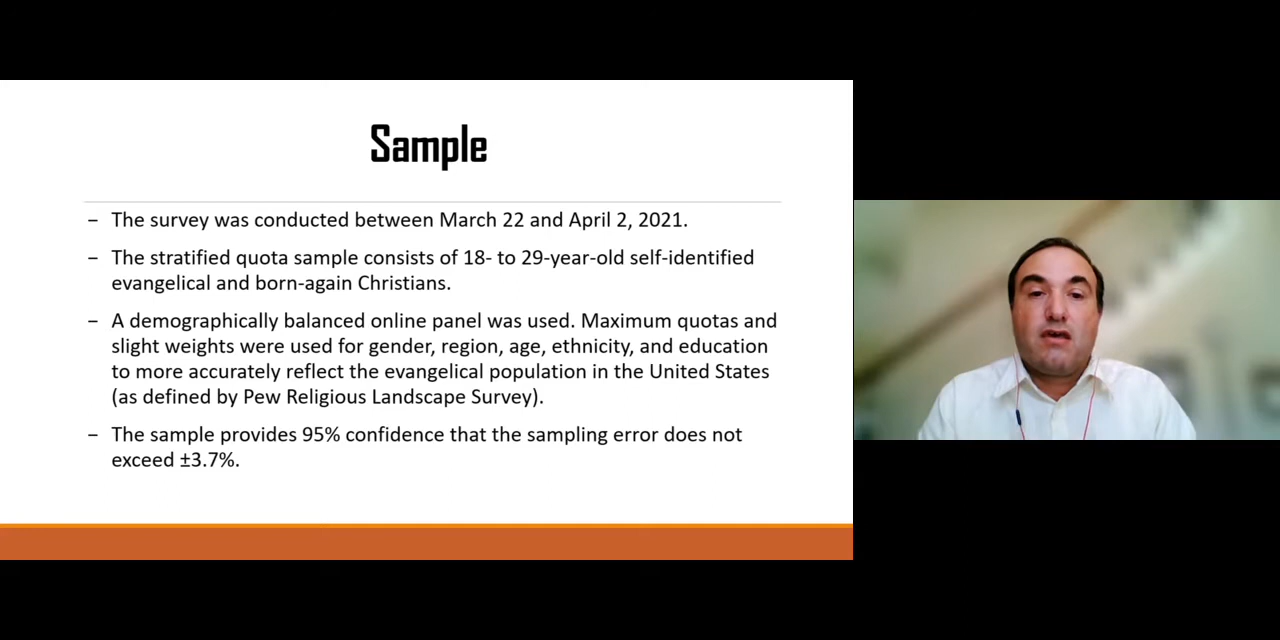 Sample
– The survey was conducted between March 22 and April 2, 2021.
– The stratified quota sample consists of 18- to 29-year-old self-identified
evangelical and born-again Christians.
– A demographically balanced online panel was used. Maximum quotas and
slight weights were used for gender, region, age, ethnicity, and education
to more accurately reflect the evangelical population in the United States
(as defined by Pew Religious Landscape Survey).
– The sample provides 95% confidence that the sampling error does not
exceed ±3.7%.